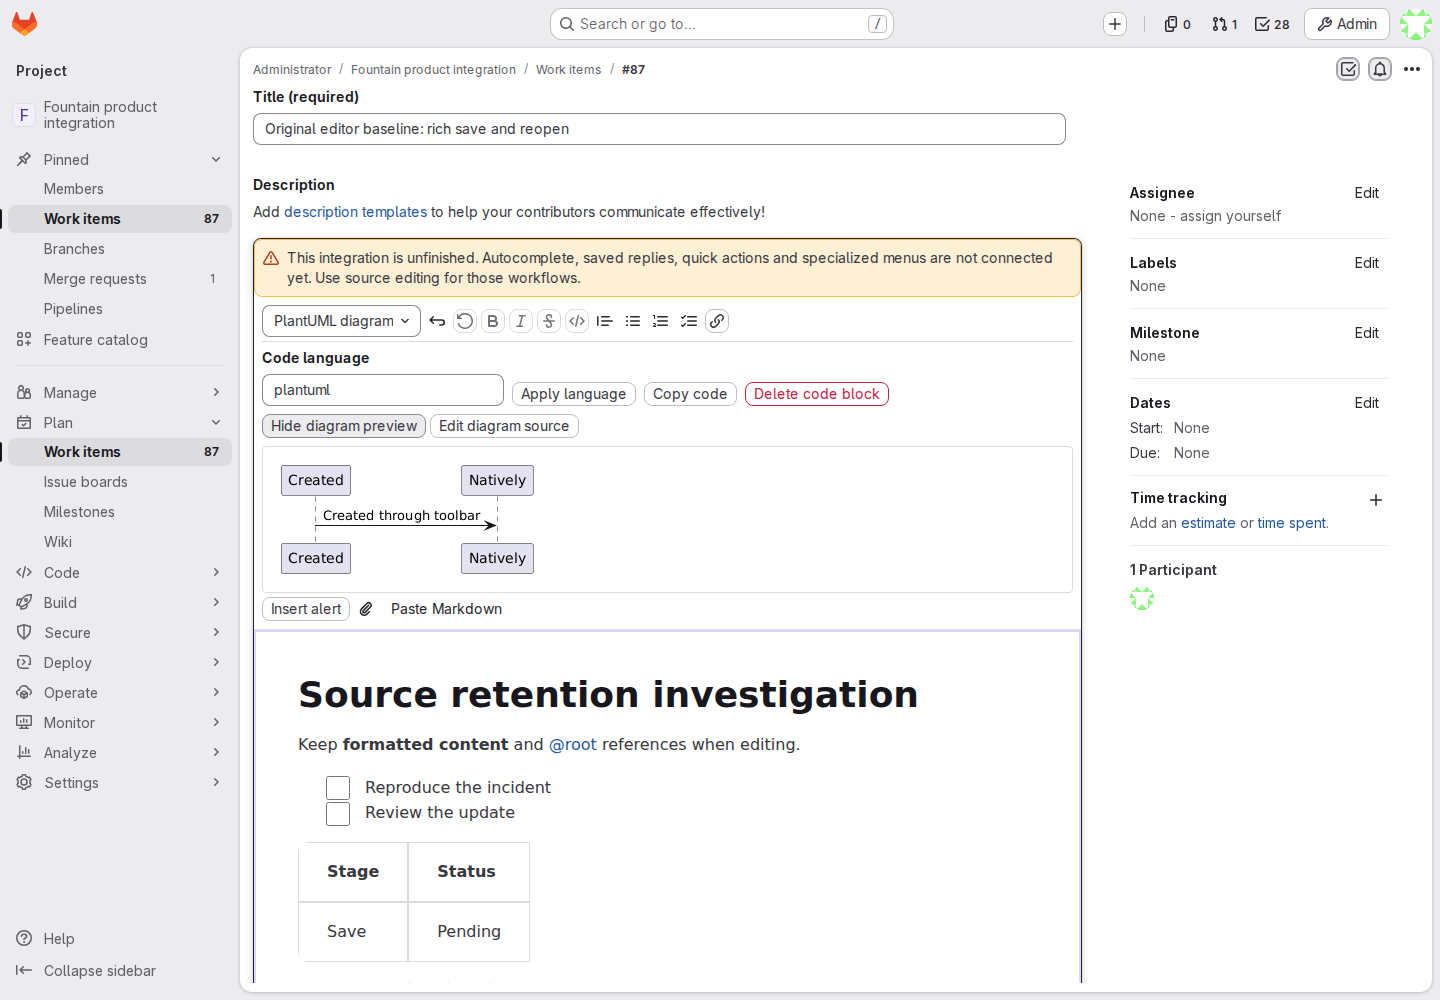 Search or go to...
/
0
1
28
Admin
Project
F
Fountain product integration
Pinned
Members
Work items
87
Branches
Merge requests
1
Pipelines
Feature catalog
Manage
Plan
Work items
87
Issue boards
Milestones
Wiki
Code
Build
Secure
Deploy
Operate
Monitor
Analyze
Settings
Help
Collapse sidebar
Administrator / Fountain product integration / Work items / #87
Title (required)
Original editor baseline: rich save and reopen
Description
Add description templates to help your contributors communicate effectively!
This integration is unfinished. Autocomplete, saved replies, quick actions and specialized menus are not connected
yet. Use source editing for those workflows.
PlantUML diagram
Code language
plantuml
Apply language
Copy code
Delete code block
Hide diagram preview
Edit diagram source
Created
Natively
Created through toolbar
Created
Natively
Insert alert
Paste Markdown
Source retention investigation
Keep formatted content and @root references when editing.
Reproduce the incident
Review the update
Stage
Status
Save
Pending
Assignee
Edit
None - assign yourself
Labels
Edit
None
Milestone
Edit
None
Dates
Edit
Start: None
Due: None
Time tracking
Add an estimate or time spent.
1 Participant